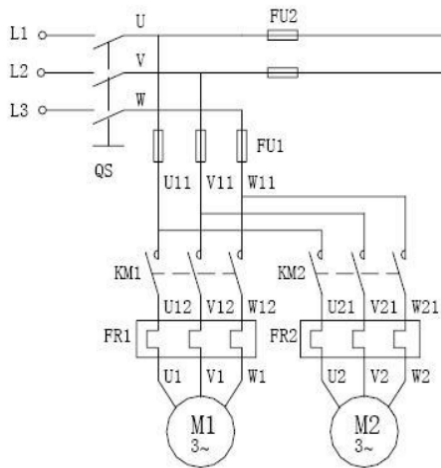 U FU2
L1
V
L2
W
L3
FU1
QS U11 V11 W11
KM1 KM2
U12 V12 W12 U21 V21 W21
FR1 FR2
U1 V1 W1 U2 V2 W2
M1 M2
3~ 3~